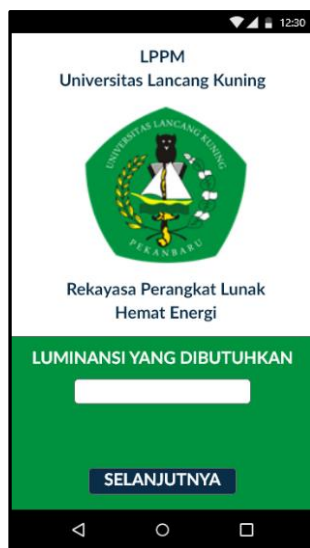 12:30
LPPM
Universitas Lancang Kuning
UNIVERSITAS LANCANG KUNING
PEKANBARU
Rekayasa Perangkat Lunak
Hemat Energi
LUMINANSI YANG DIBUTUHKAN
SELANJUTNYA